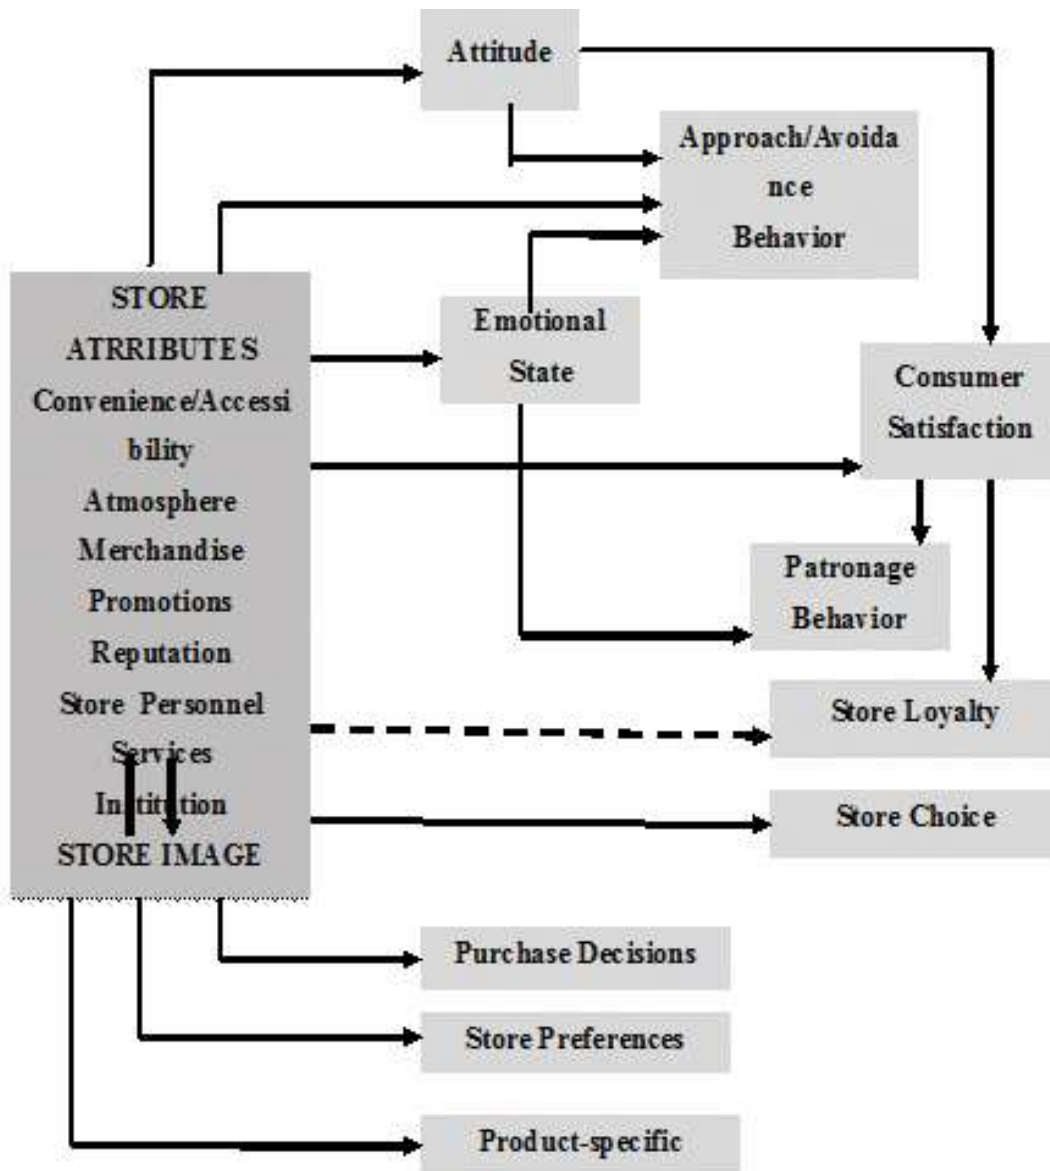 Attitude
Approach/Avoida
nce
Behavior
STORE
ATRRIBUTES
Convenience/Accessi
bility
Atmosphere
Merchandise
Promotions
Reputation
Store Personnel
Services
Institution
STORE IMAGE
Emotional
State
Consumer
Satisfaction
Patronage
Behavior
Store Loyalty
Store Choice
Purchase Decisions
Store Preferences
Product-specific